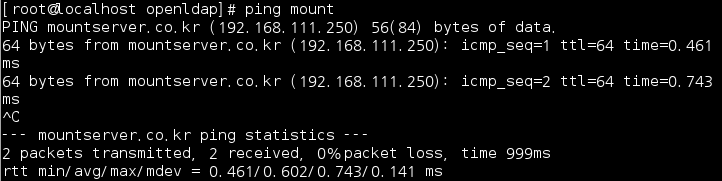 [root@localhost openldap]# ping mount
PING mountserver.co.kr (192.168.111.250) 56(84) bytes of data.
64 bytes from mountserver.co.kr (192.168.111.250): icmp_seq=1 ttl=64 time=0.461
ms
64 bytes from mountserver.co.kr (192.168.111.250): icmp_seq=2 ttl=64 time=0.743
ms
^C
--- mountserver.co.kr ping statistics ---
2 packets transmitted, 2 received, 0% packet loss, time 999ms
rtt min/avg/max/mdev = 0.461/0.602/0.743/0.141 ms